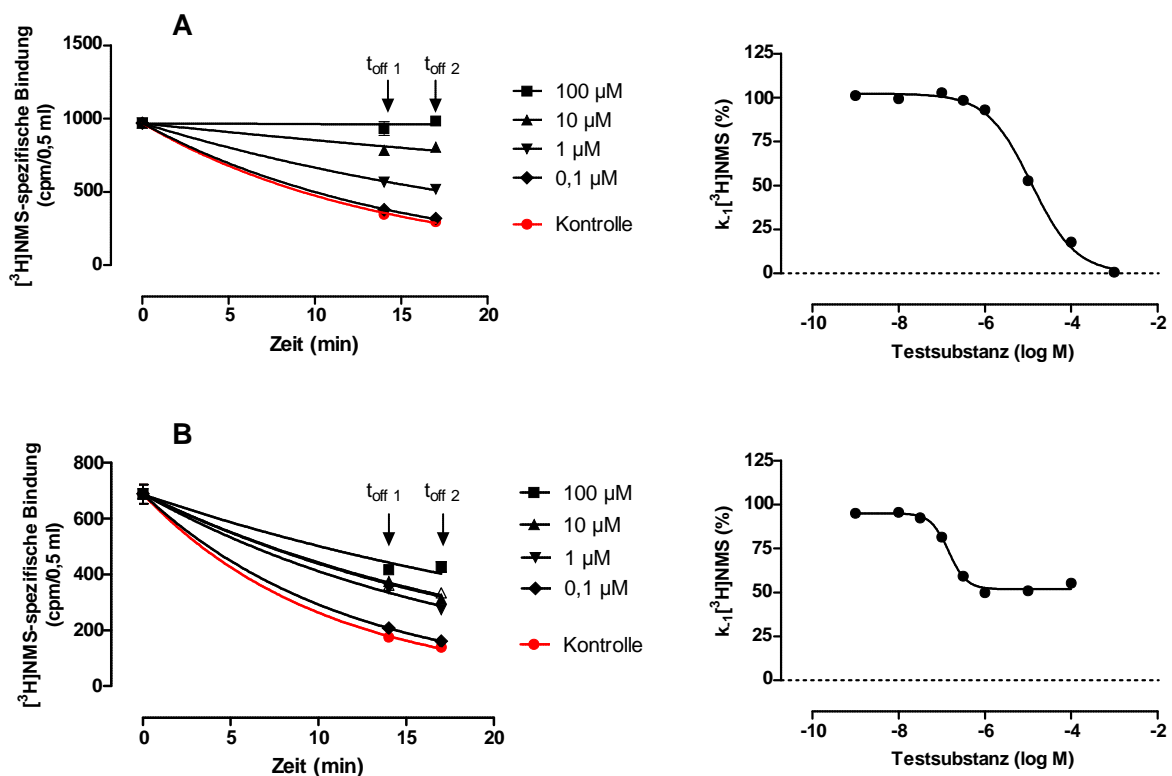 A
[³H]NMS-spezifische Bindung
(cpm/0,5 ml)
1500
1000
500
0
t_off 1
t_off 2
100 µM
10 µM
1 µM
0,1 µM
Kontrolle
0 5 10 15 20
Zeit (min)
k₋₁[³H]NMS (%)
125
100
75
50
25
0
-10 -8 -6 -4 -2
Testsubstanz (log M)
B
[³H]NMS-spezifische Bindung
(cpm/0,5 ml)
800
600
400
200
0
t_off 1
t_off 2
100 µM
10 µM
1 µM
0,1 µM
Kontrolle
0 5 10 15 20
Zeit (min)
k₋₁[³H]NMS (%)
125
100
75
50
25
0
-10 -8 -6 -4 -2
Testsubstanz (log M)